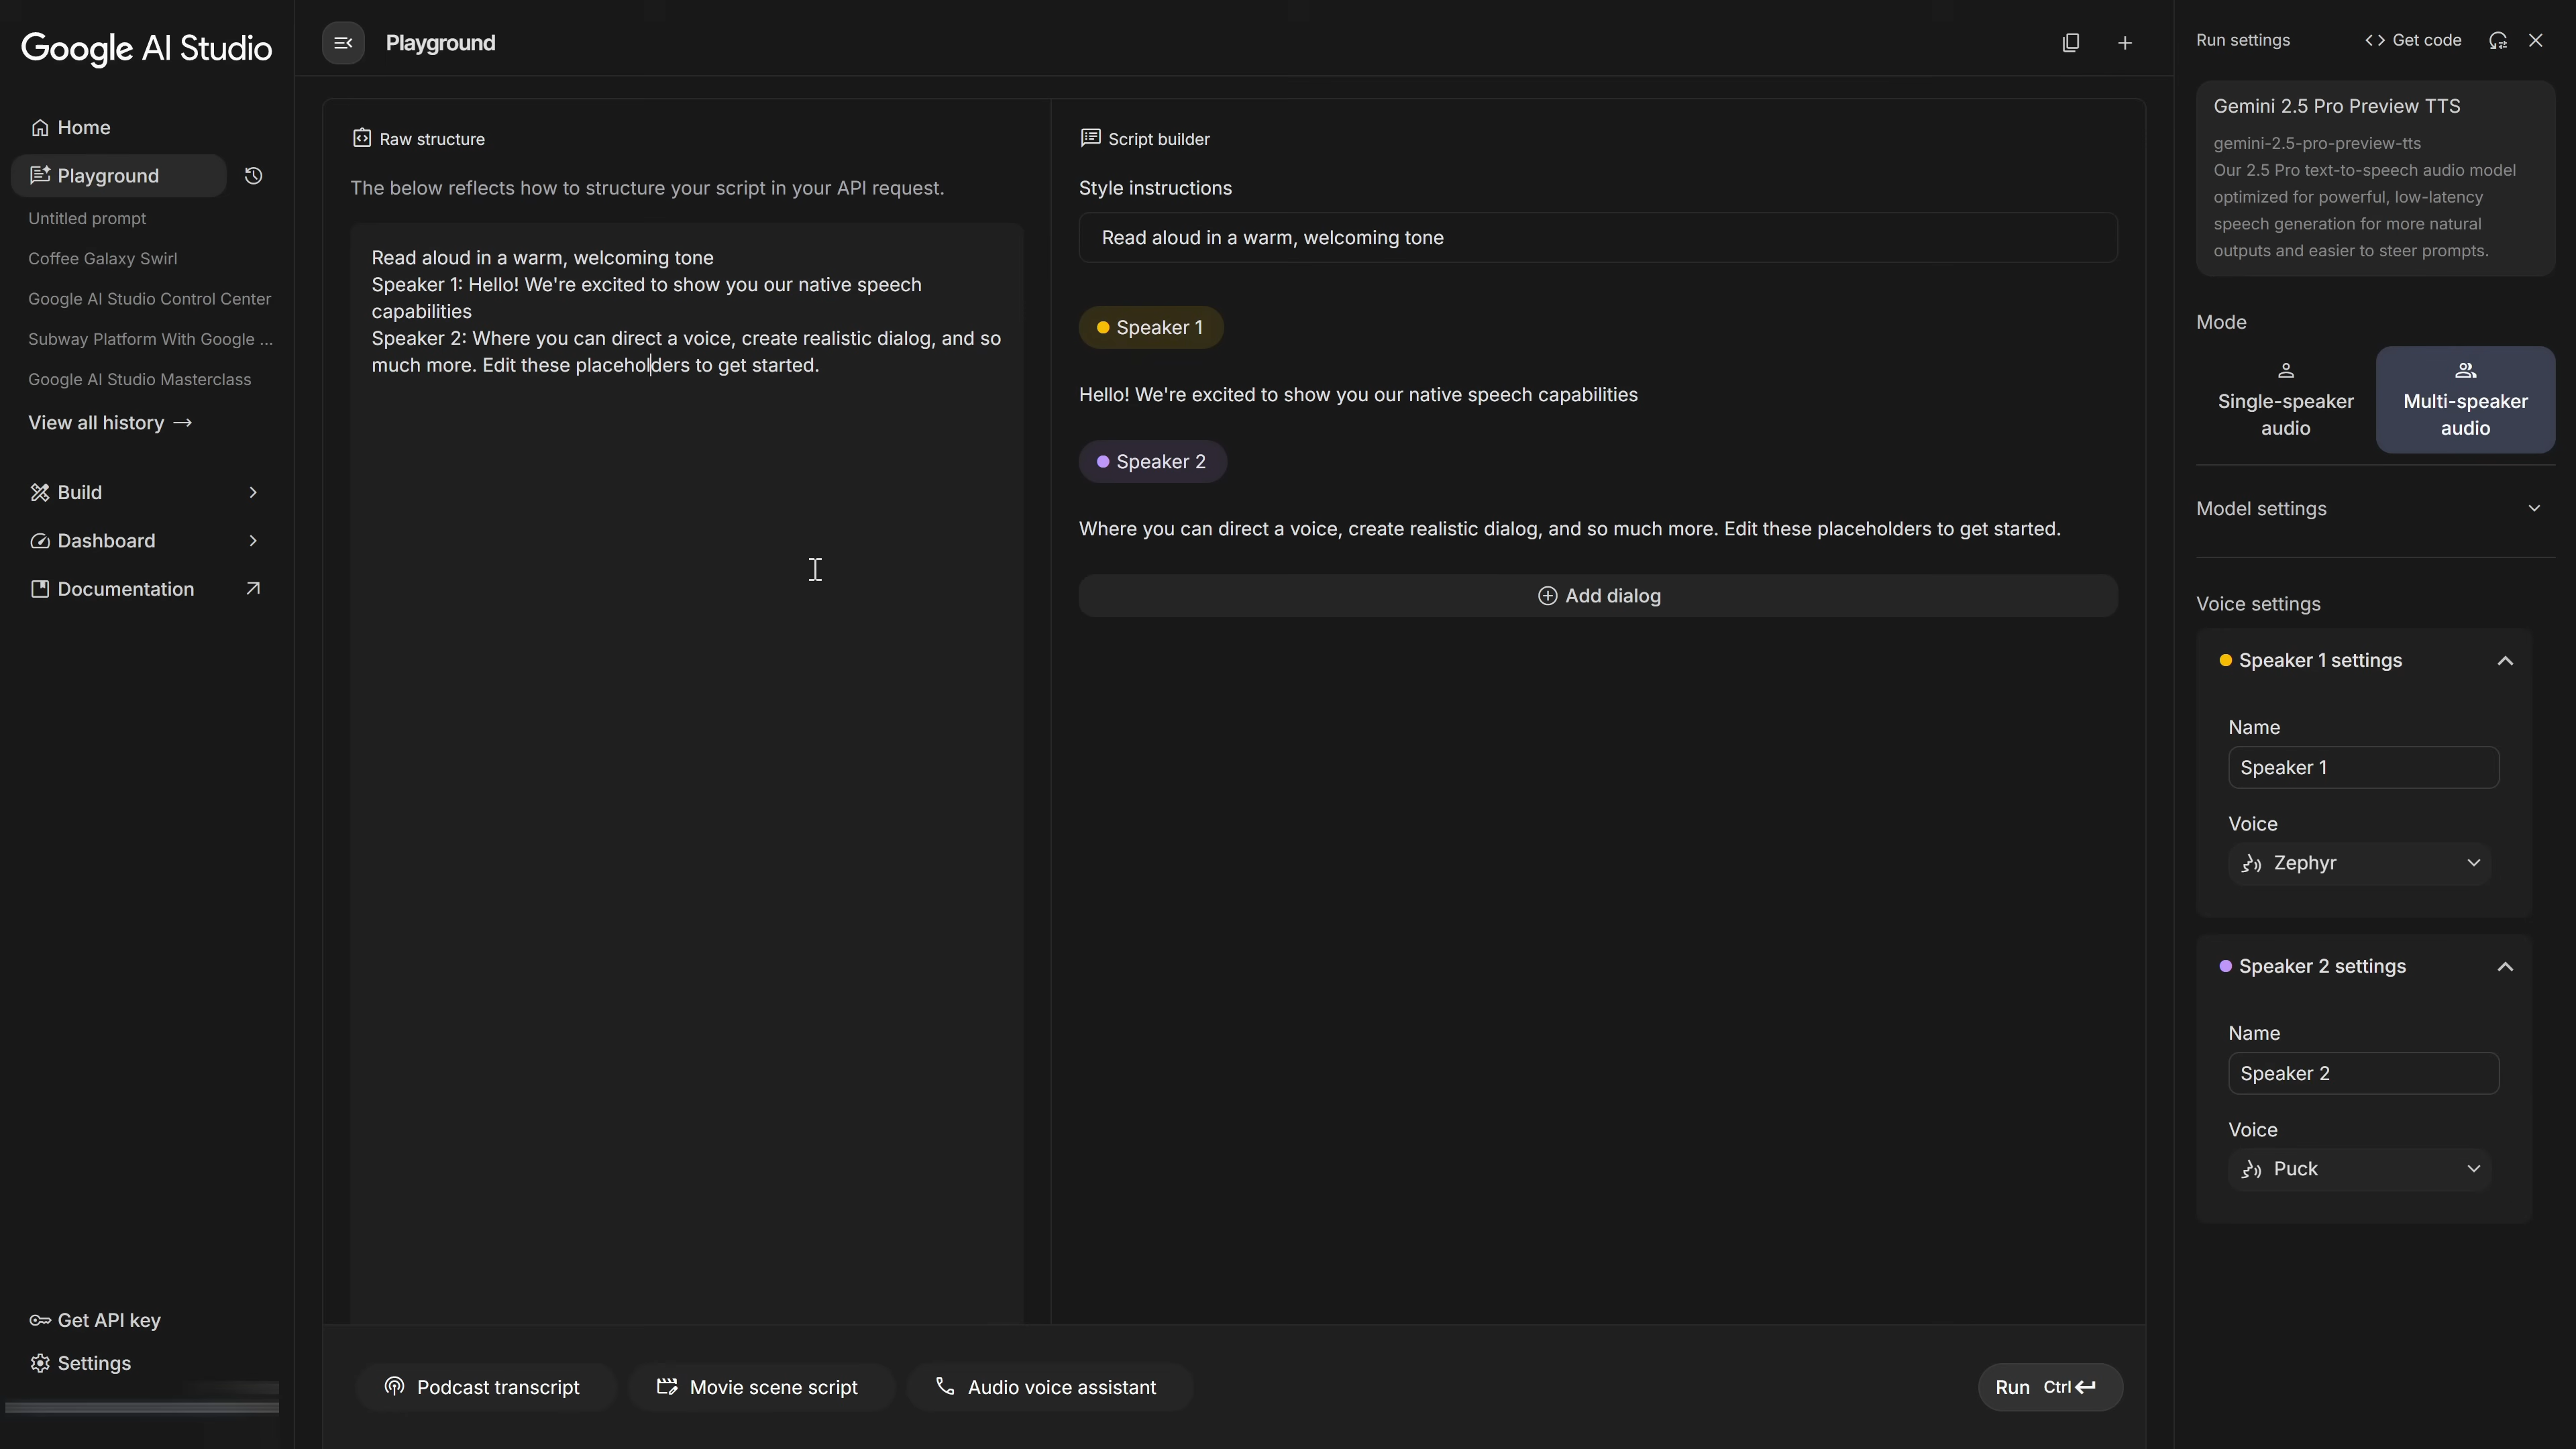 Google AI Studio
Home
Playground
Untitled prompt
Coffee Galaxy Swirl
Google AI Studio Control Center
Subway Platform With Google ...
Google AI Studio Masterclass
View all history →
Build
Dashboard
Documentation
Get API key
Settings
Playground
Raw structure
The below reflects how to structure your script in your API request.
Read aloud in a warm, welcoming tone
Speaker 1: Hello! We're excited to show you our native speech
capabilities
Speaker 2: Where you can direct a voice, create realistic dialog, and so
much more. Edit these placeholders to get started.
Script builder
Style instructions
Read aloud in a warm, welcoming tone
Speaker 1
Hello! We're excited to show you our native speech capabilities
Speaker 2
Where you can direct a voice, create realistic dialog, and so much more. Edit these placeholders to get started.
Add dialog
Podcast transcript
Movie scene script
Audio voice assistant
Run Ctrl
Run settings
Get code
Gemini 2.5 Pro Preview TTS
gemini-2.5-pro-preview-tts
Our 2.5 Pro text-to-speech audio model
optimized for powerful, low-latency
speech generation for more natural
outputs and easier to steer prompts.
Mode
Single-speaker
audio
Multi-speaker
audio
Model settings
Voice settings
Speaker 1 settings
Name
Speaker 1
Voice
Zephyr
Speaker 2 settings
Name
Speaker 2
Voice
Puck